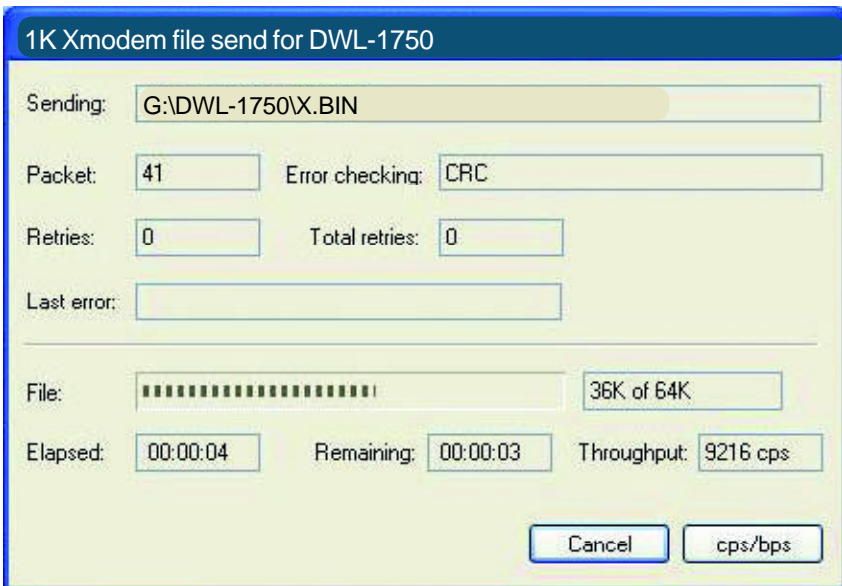 1K Xmodem file send for DWL-1750
Sending: G:\DWL-1750\X.BIN
Packet: 41 Error checking: CRC
Retries: 0 Total retries: 0
Last error:
File: 36K of 64K
Elapsed: 00:00:04 Remaining: 00:00:03 Throughput: 9216 cps
Cancel cps/bps